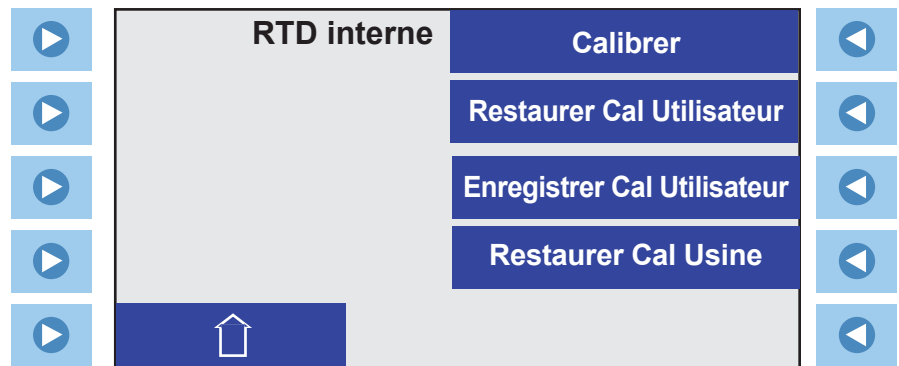 RTD interne
Calibrer
Restaurer Cal Utilisateur
Enregistrer Cal Utilisateur
Restaurer Cal Usine